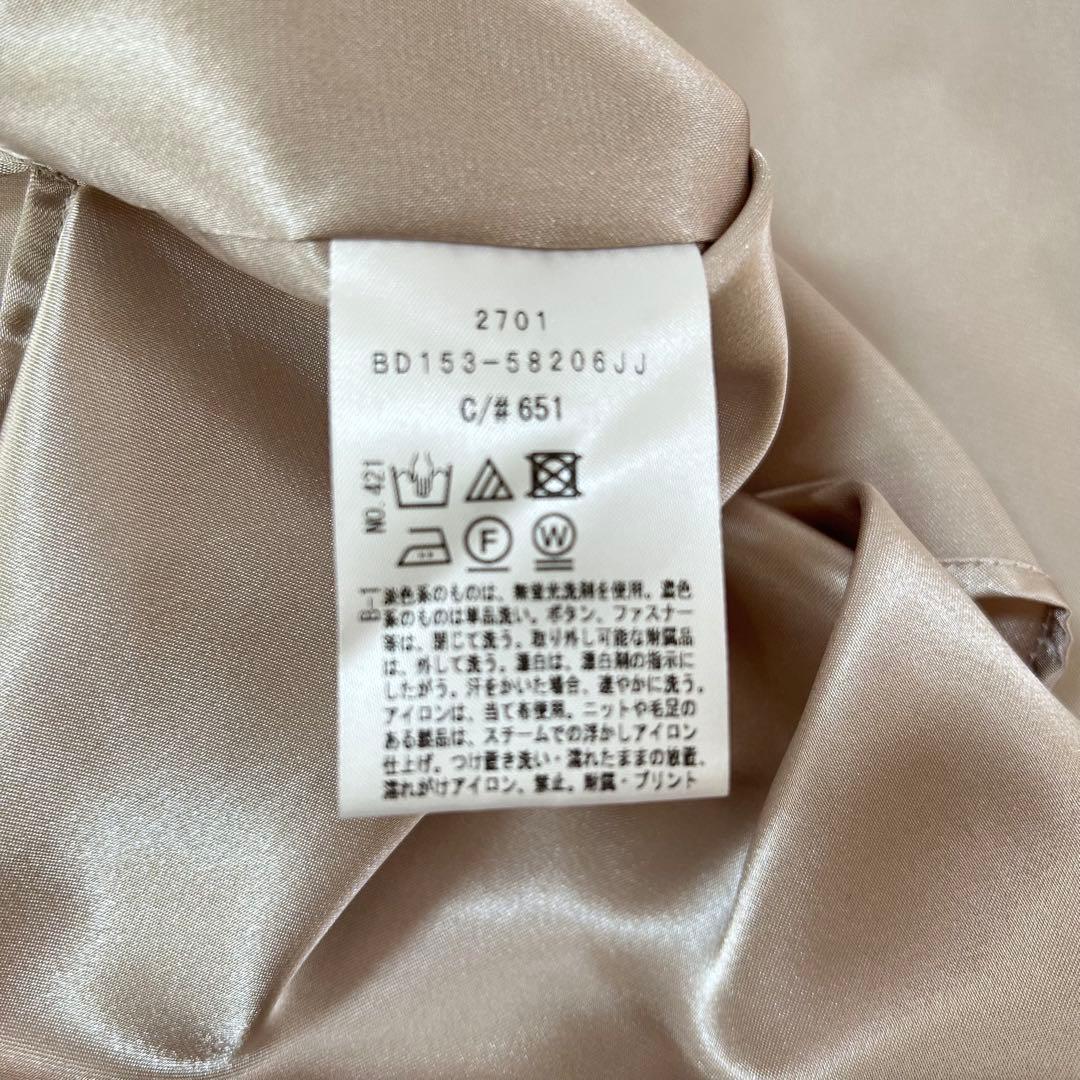 2701
BD153-58206JJ
C/#651
NO.421
F
W
B-1
淡色系のものは、無蛍光洗剤を使用。濃色
系のものは単品洗い。ボタン、ファスナー
等は、閉じて洗う。取り外し可能な附属品
は、外して洗う。漂白は、漂白剤の指示に
したがう。汗をかいた場合、速やかに洗う。
アイロンは、当て布使用。ニットや毛足の
ある製品は、スチームでの浮かしアイロン
仕上げ。つけ置き洗い・濡れたままの放置、
濡れがけアイロン、禁止。附属・プリント